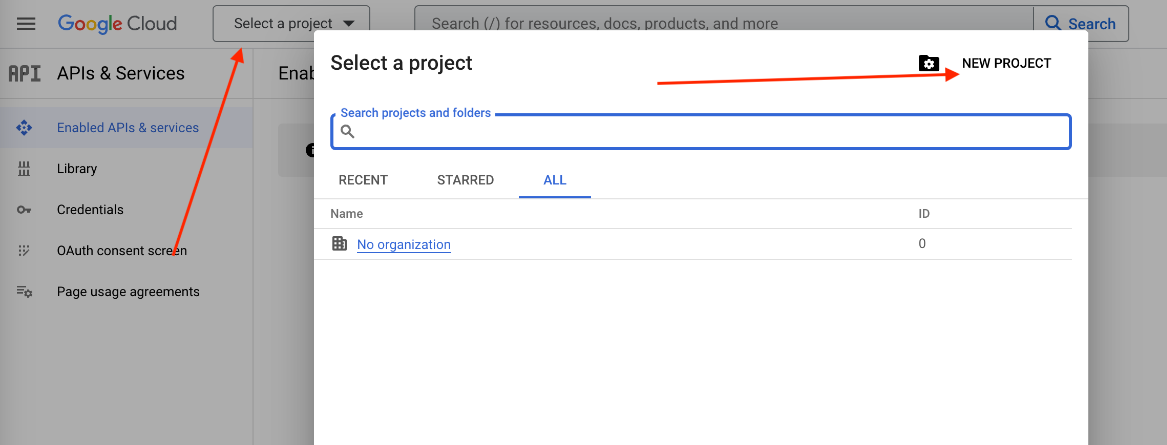 Google Cloud
Select a project
Search (/) for resources, docs, products, and more
Search
API
APIs & Services
Enab
Enabled APIs & services
Library
Credentials
OAuth consent screen
Page usage agreements
Select a project
NEW PROJECT
Search projects and folders
RECENT STARRED ALL
Name ID
No organization 0